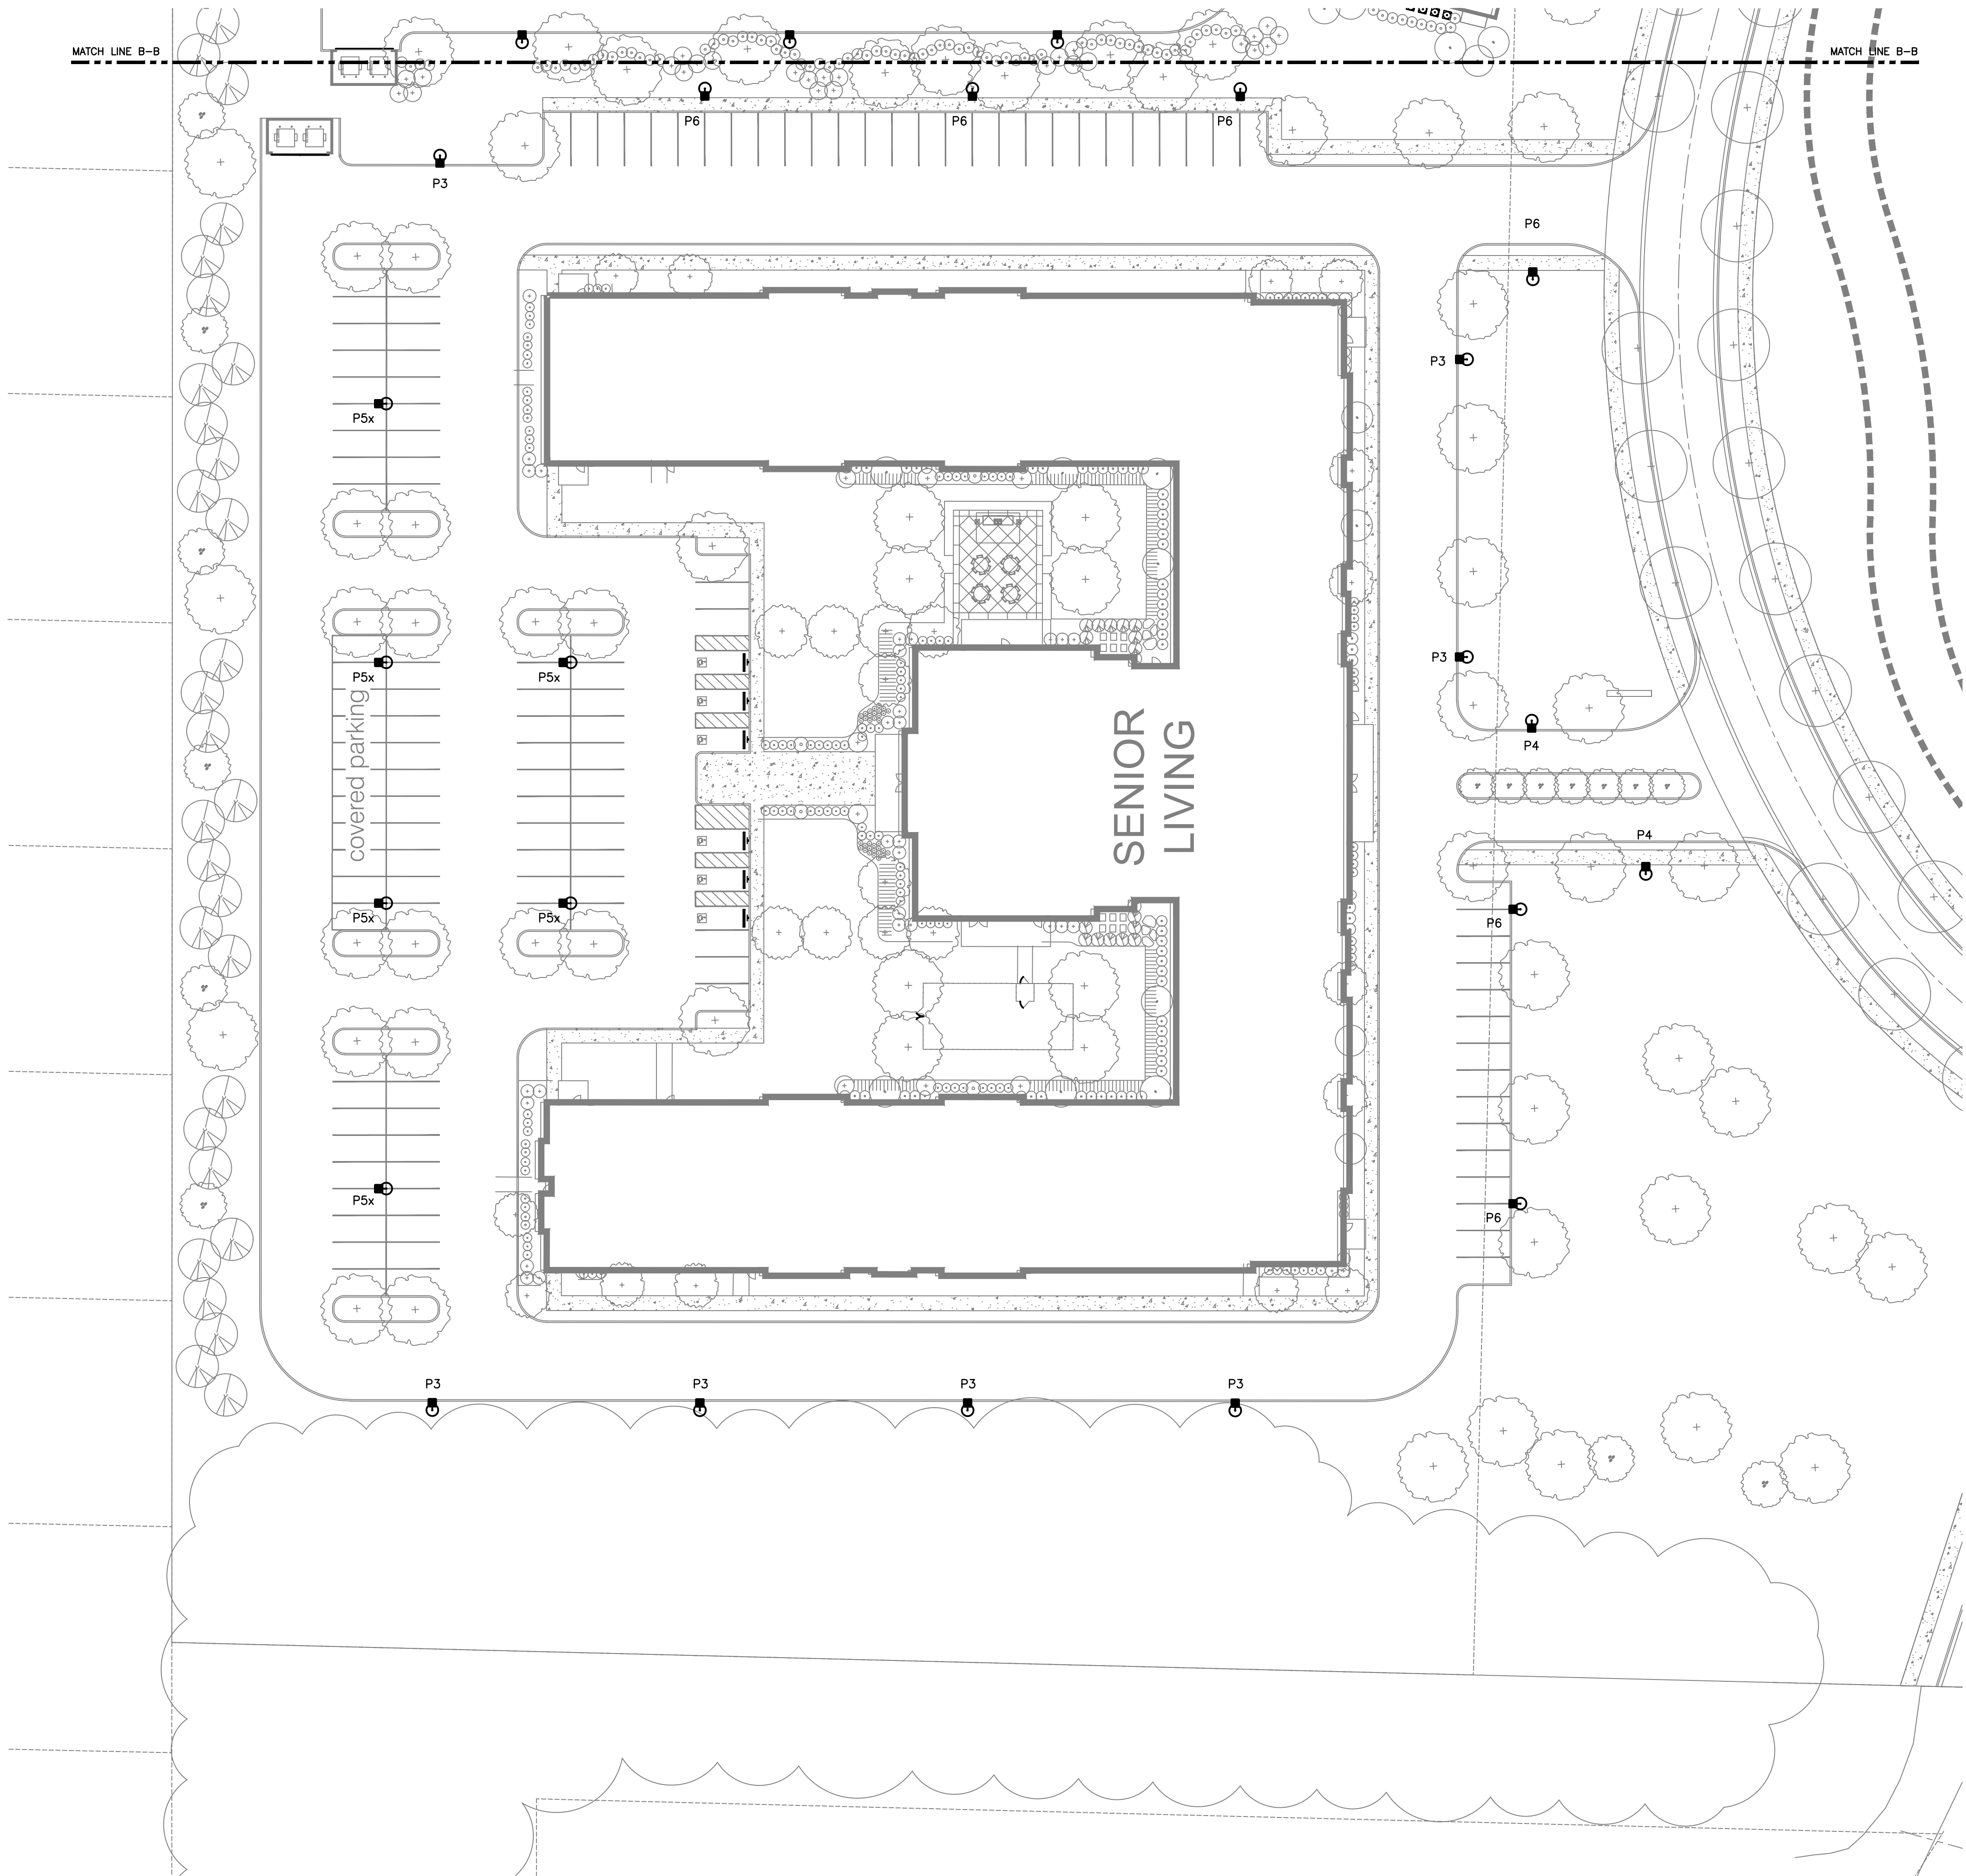 MATCH LINE B-B
MATCH LINE B-B
P6
P6
P6
P3
P6
P3
P5x
P3
P5x
P5x
covered parking
SENIOR
LIVING
P4
P4
P5x
P5x
P6
P5x
P6
P3
P3
P3
P3